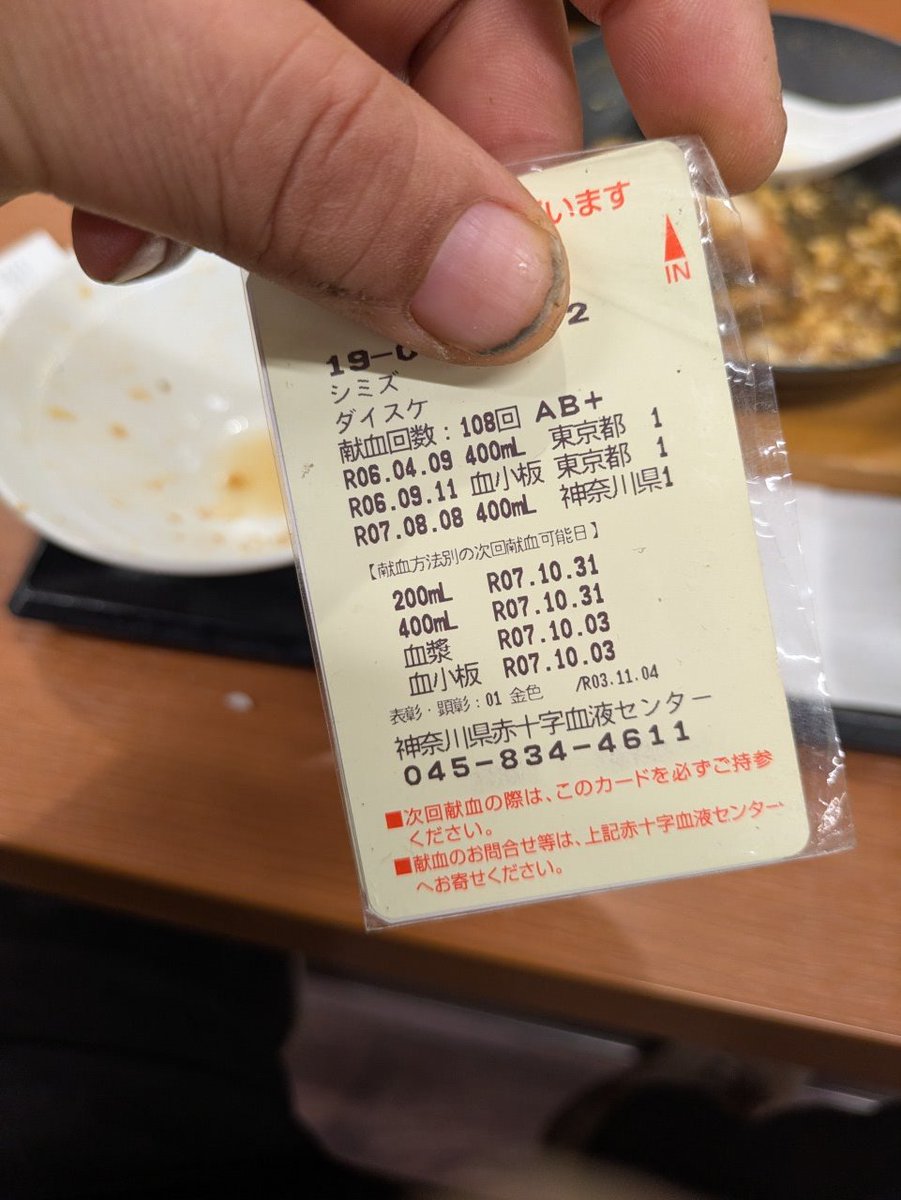 います
IN
2
19-0
シミズ
ダイスケ
献血回数：108回 AB+
R06.04.09 400mL 東京都 1
R06.09.11 血小板 東京都 1
R07.08.08 400mL 神奈川県1
【献血方法別の次回献血可能日】
200mL R07.10.31
400mL R07.10.31
血漿 R07.10.03
血小板 R07.10.03
表彰・顕彰：01 金色 /R03.11.04
神奈川県赤十字血液センター
045-834-4611
■次回献血の際は、このカードを必ずご持参
ください。
■献血のお問合せ等は、上記赤十字血液センター
へお寄せください。